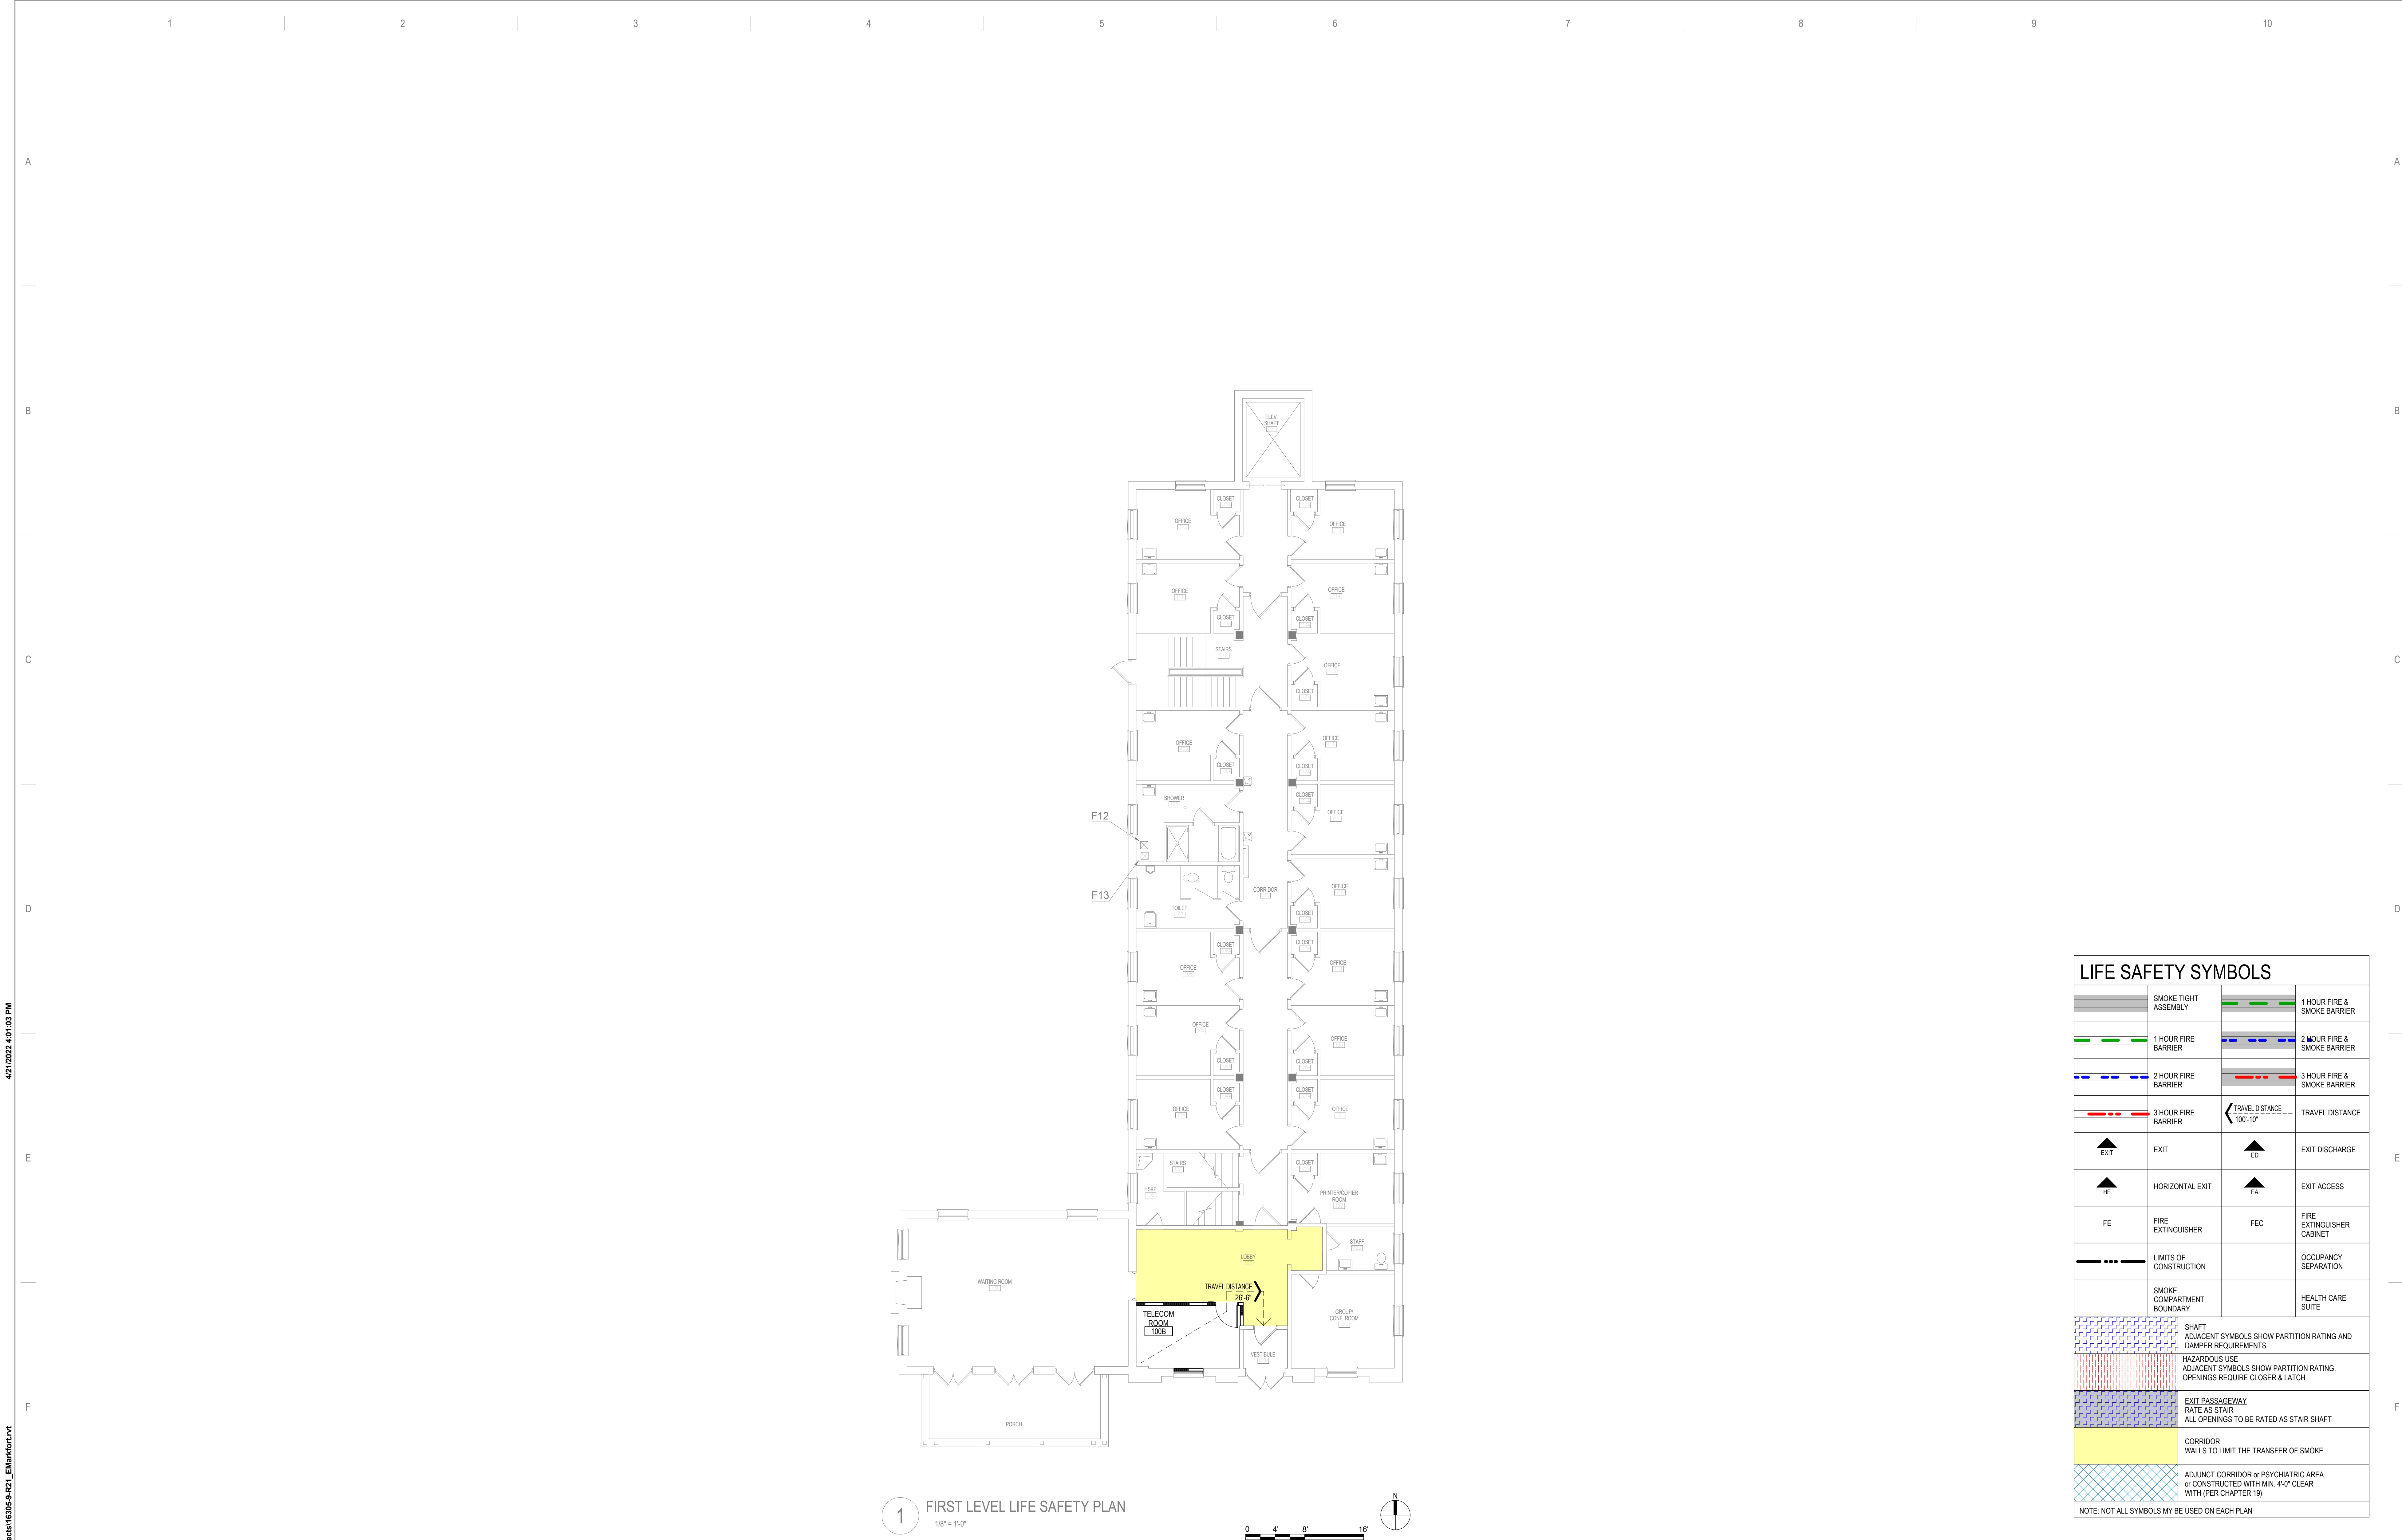 1 2 3 4 5 6 7 8 9 10
A A
B B
C C
D D
E E
F F
4/21/2022 4:01:03 PM
ects\16305-9-R21_EMarkfort.rvt
ELEV.
SHAFT
CLOSET
CLOSET
OFFICE
OFFICE
OFFICE
OFFICE
CLOSET
CLOSET
STAIRS
OFFICE
CLOSET
OFFICE
OFFICE
CLOSET
CLOSET
SHOWER
CLOSET
OFFICE
F12
F13
CORRIDOR
OFFICE
TOILET
CLOSET
CLOSET
CLOSET
OFFICE
OFFICE
OFFICE
OFFICE
CLOSET
CLOSET
CLOSET
CLOSET
OFFICE
OFFICE
STAIRS
CLOSET
HSKP
PRINTER/COPIER
ROOM
STAFF
LOBBY
WAITING ROOM
TRAVEL DISTANCE
26'-6"
TELECOM
ROOM
100B
GROUP/
CONF. ROOM
VESTIBULE
PORCH
1
FIRST LEVEL LIFE SAFETY PLAN
1/8" = 1'-0"
N
0 4' 8' 16'
LIFE SAFETY SYMBOLS
SMOKE TIGHT
ASSEMBLY
1 HOUR FIRE &
SMOKE BARRIER
1 HOUR FIRE
BARRIER
2 HOUR FIRE &
SMOKE BARRIER
2 HOUR FIRE
BARRIER
3 HOUR FIRE &
SMOKE BARRIER
3 HOUR FIRE
BARRIER
TRAVEL DISTANCE
100'-10"
TRAVEL DISTANCE
EXIT
EXIT
ED
EXIT DISCHARGE
HE
HORIZONTAL EXIT
EA
EXIT ACCESS
FE
FIRE
EXTINGUISHER
FEC
FIRE
EXTINGUISHER
CABINET
LIMITS OF
CONSTRUCTION
OCCUPANCY
SEPARATION
SMOKE
COMPARTMENT
BOUNDARY
HEALTH CARE
SUITE
SHAFT
ADJACENT SYMBOLS SHOW PARTITION RATING AND
DAMPER REQUIREMENTS
HAZARDOUS USE
ADJACENT SYMBOLS SHOW PARTITION RATING.
OPENINGS REQUIRE CLOSER & LATCH
EXIT PASSAGEWAY
RATE AS STAIR
ALL OPENINGS TO BE RATED AS STAIR SHAFT
CORRIDOR
WALLS TO LIMIT THE TRANSFER OF SMOKE
ADJUNCT CORRIDOR or PSYCHIATRIC AREA
or CONSTRUCTED WITH MIN. 4'-0" CLEAR
WITH (PER CHAPTER 19)
NOTE: NOT ALL SYMBOLS MY BE USED ON EACH PLAN